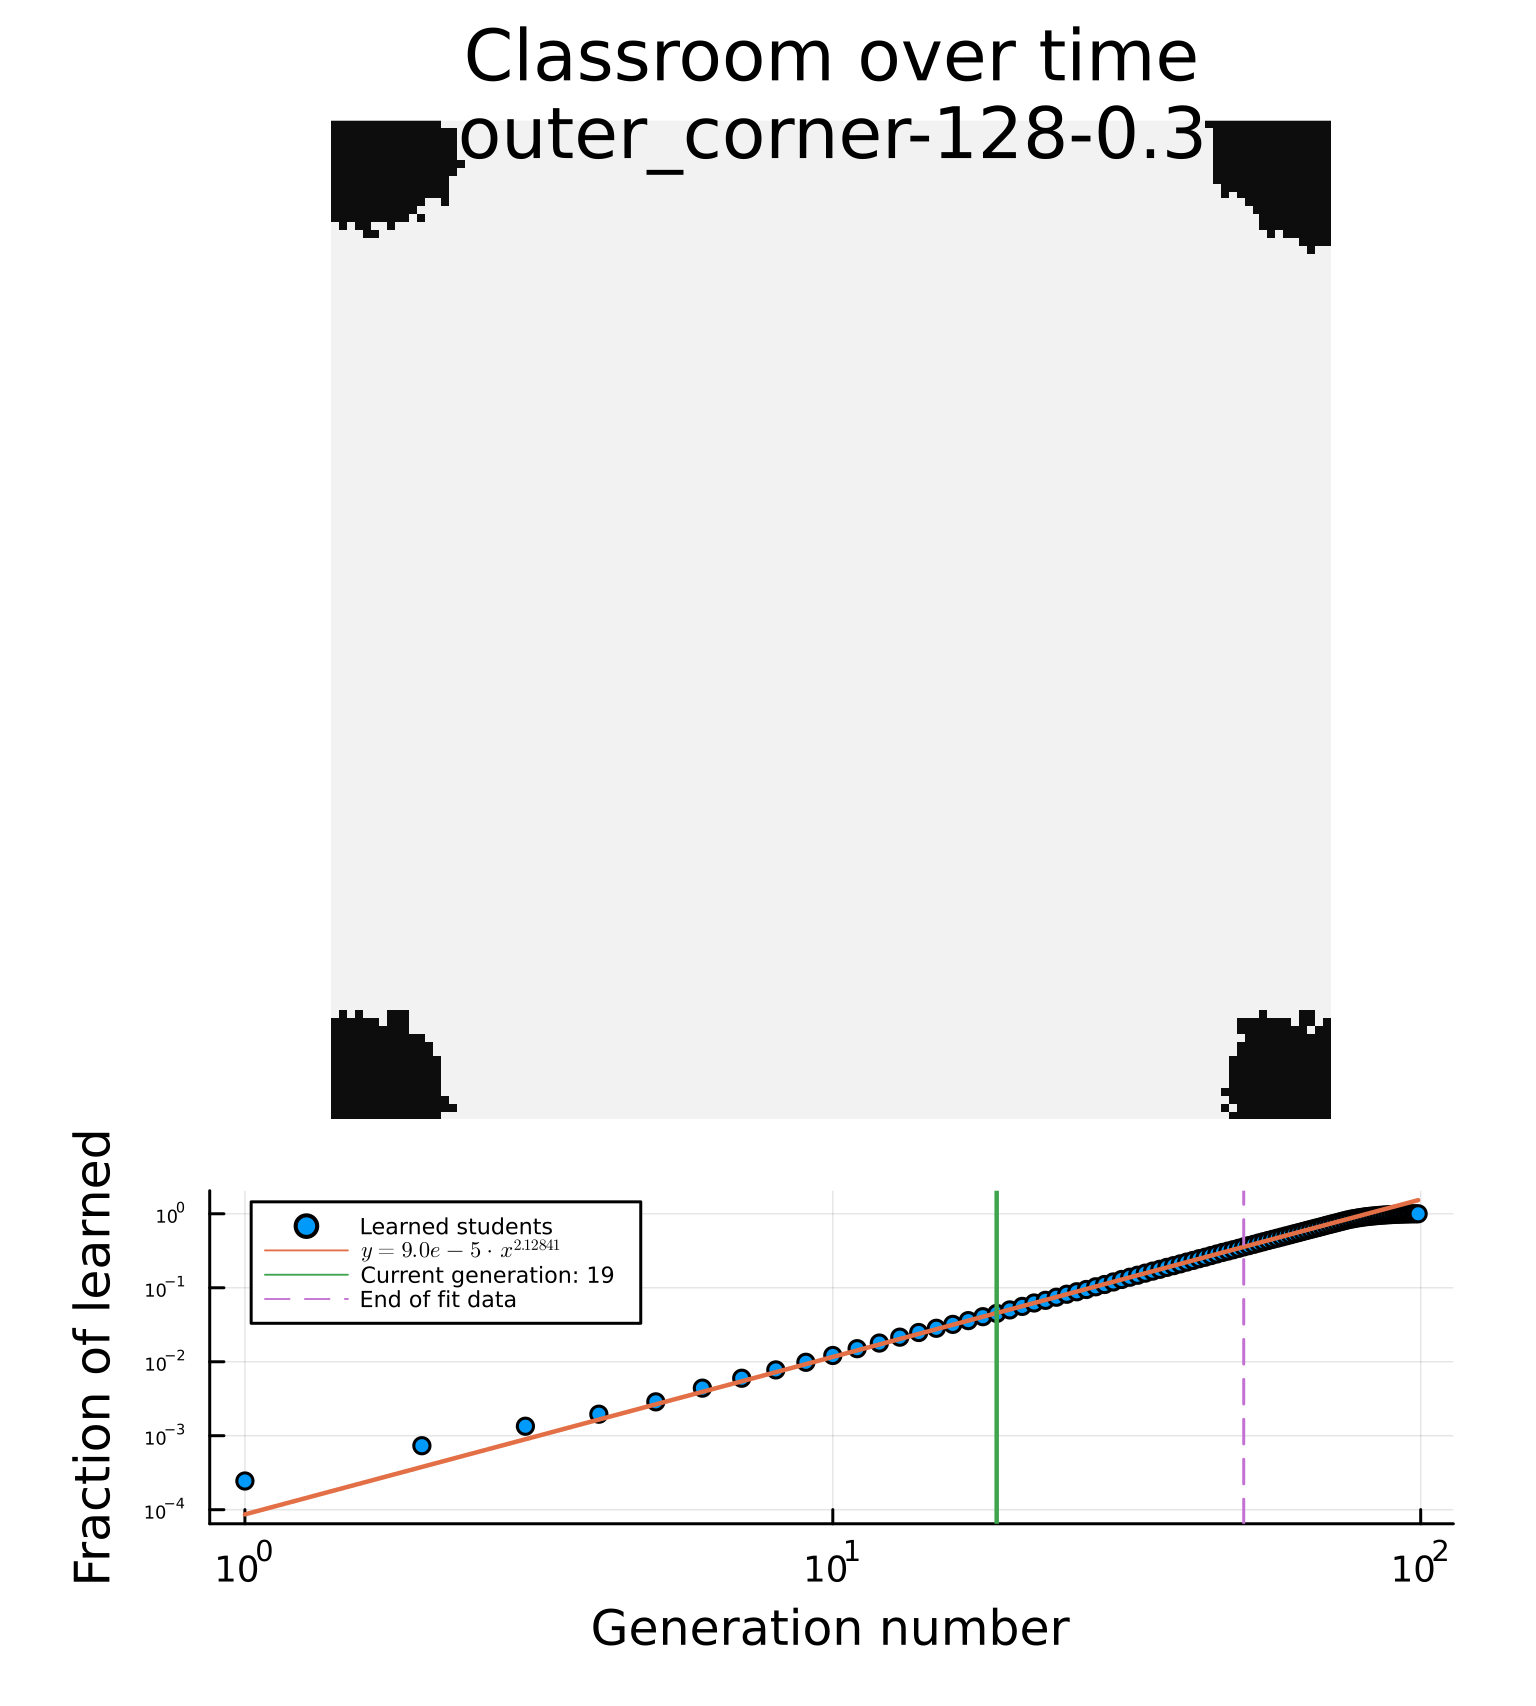 Classroom over time
outer_corner-128-0.3
Fraction of learned
10^0
10^-1
10^-2
10^-3
10^-4
Learned students
y = 9.0e − 5 · x^2.12841
Current generation: 19
End of fit data
10^0
10^1
10^2
Generation number